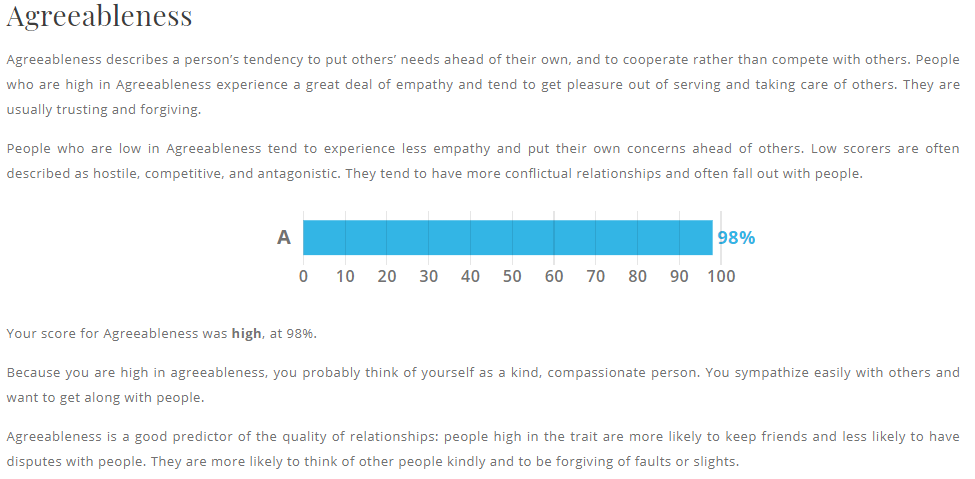 Agreeableness
Agreeableness describes a person’s tendency to put others’ needs ahead of their own, and to cooperate rather than compete with others. People
who are high in Agreeableness experience a great deal of empathy and tend to get pleasure out of serving and taking care of others. They are
usually trusting and forgiving.
People who are low in Agreeableness tend to experience less empathy and put their own concerns ahead of others. Low scorers are often
described as hostile, competitive, and antagonistic. They tend to have more conflictual relationships and often fall out with people.
A 98%
0 10 20 30 40 50 60 70 80 90 100
Your score for Agreeableness was high, at 98%.
Because you are high in agreeableness, you probably think of yourself as a kind, compassionate person. You sympathize easily with others and
want to get along with people.
Agreeableness is a good predictor of the quality of relationships: people high in the trait are more likely to keep friends and less likely to have
disputes with people. They are more likely to think of other people kindly and to be forgiving of faults or slights.